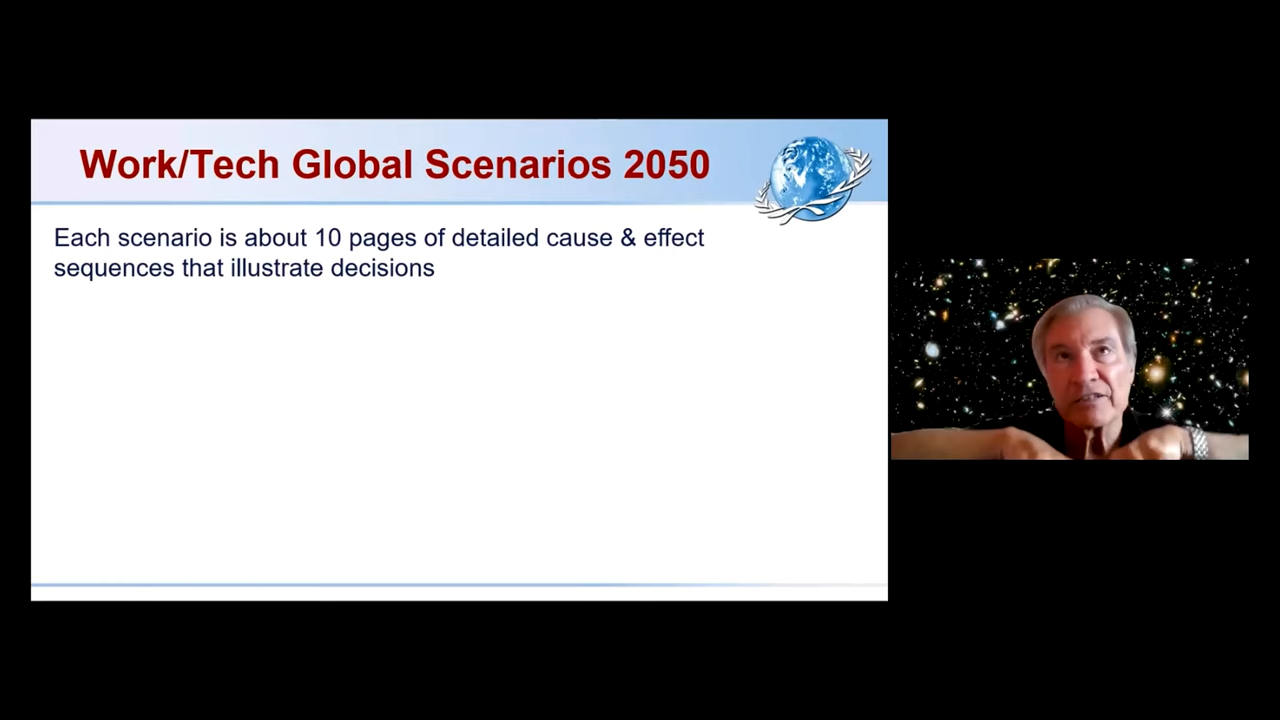 Work/Tech Global Scenarios 2050
Each scenario is about 10 pages of detailed cause & effect
sequences that illustrate decisions